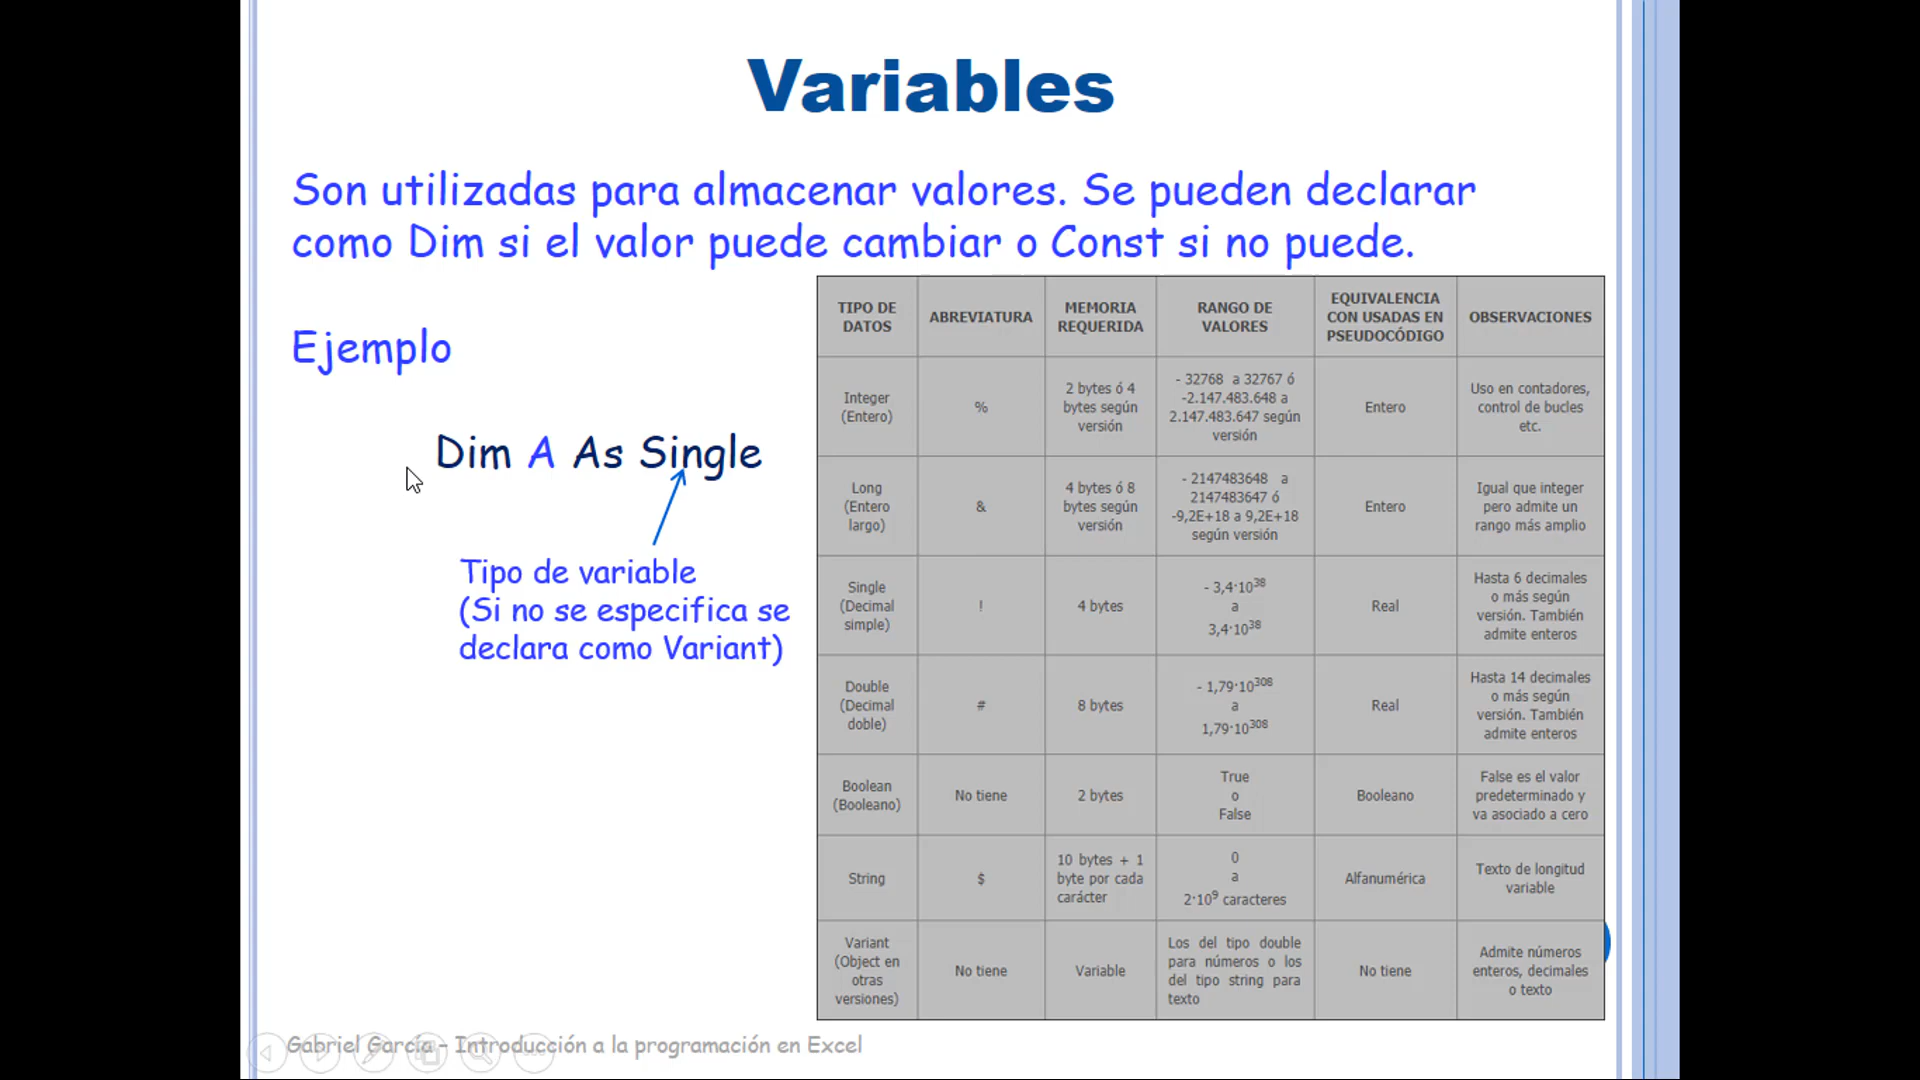 Variables
Son utilizadas para almacenar valores. Se pueden declarar
como Dim si el valor puede cambiar o Const si no puede.
Ejemplo
Dim A As Single
Tipo de variable
(Si no se especifica se
declara como Variant)
TIPO DE
DATOS
ABREVIATURA
MEMORIA
REQUERIDA
RANGO DE
VALORES
EQUIVALENCIA
CON USADAS EN
PSEUDOCÓDIGO
OBSERVACIONES
Integer
(Entero)
%
2 bytes ó 4
bytes según
versión
- 32768 a 32767 ó
-2.147.483.648 a
2.147.483.647 según
versión
Entero
Uso en contadores,
control de bucles
etc.
Long
(Entero
largo)
&
4 bytes ó 8
bytes según
versión
- 2147483648 a
2147483647 ó
-9,2E+18 a 9,2E+18
según versión
Entero
Igual que integer
pero admite un
rango más amplio
Single
(Decimal
simple)
!
4 bytes
- 3,4·10³⁸
a
3,4·10³⁸
Real
Hasta 6 decimales
o más según
versión. También
admite enteros
Double
(Decimal
doble)
#
8 bytes
- 1,79·10³⁰⁸
a
1,79·10³⁰⁸
Real
Hasta 14 decimales
o más según
versión. También
admite enteros
Boolean
(Booleano)
No tiene
2 bytes
True
o
False
Booleano
False es el valor
predeterminado y
va asociado a cero
String
$
10 bytes + 1
byte por cada
carácter
0
a
2·10⁹ caracteres
Alfanumérica
Texto de longitud
variable
Variant
(Object en
otras
versiones)
No tiene
Variable
Los del tipo double
para números o los
del tipo string para
texto
No tiene
Admite números
enteros, decimales
o texto
Gabriel García – Introducción a la programación en Excel